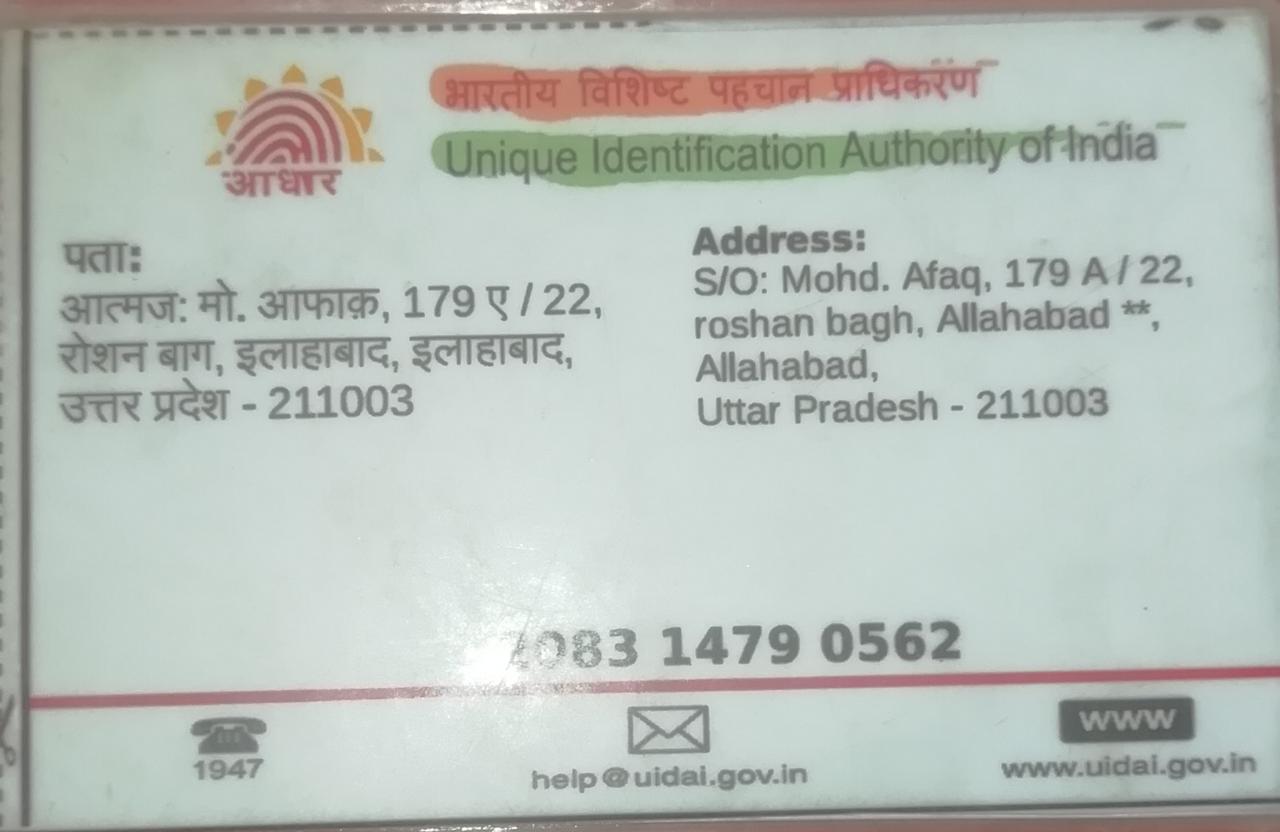 आधार
भारतीय विशिष्ट पहचान प्राधिकरण
Unique Identification Authority of India
पता:
आत्मज: मो. आफाक़, 179 ए / 22,
रोशन बाग, इलाहाबाद, इलाहाबाद,
उत्तर प्रदेश - 211003
Address:
S/O: Mohd. Afaq, 179 A / 22,
roshan bagh, Allahabad **,
Allahabad,
Uttar Pradesh - 211003
1479 0562
1947
help@uidai.gov.in
WWW
www.uidai.gov.in